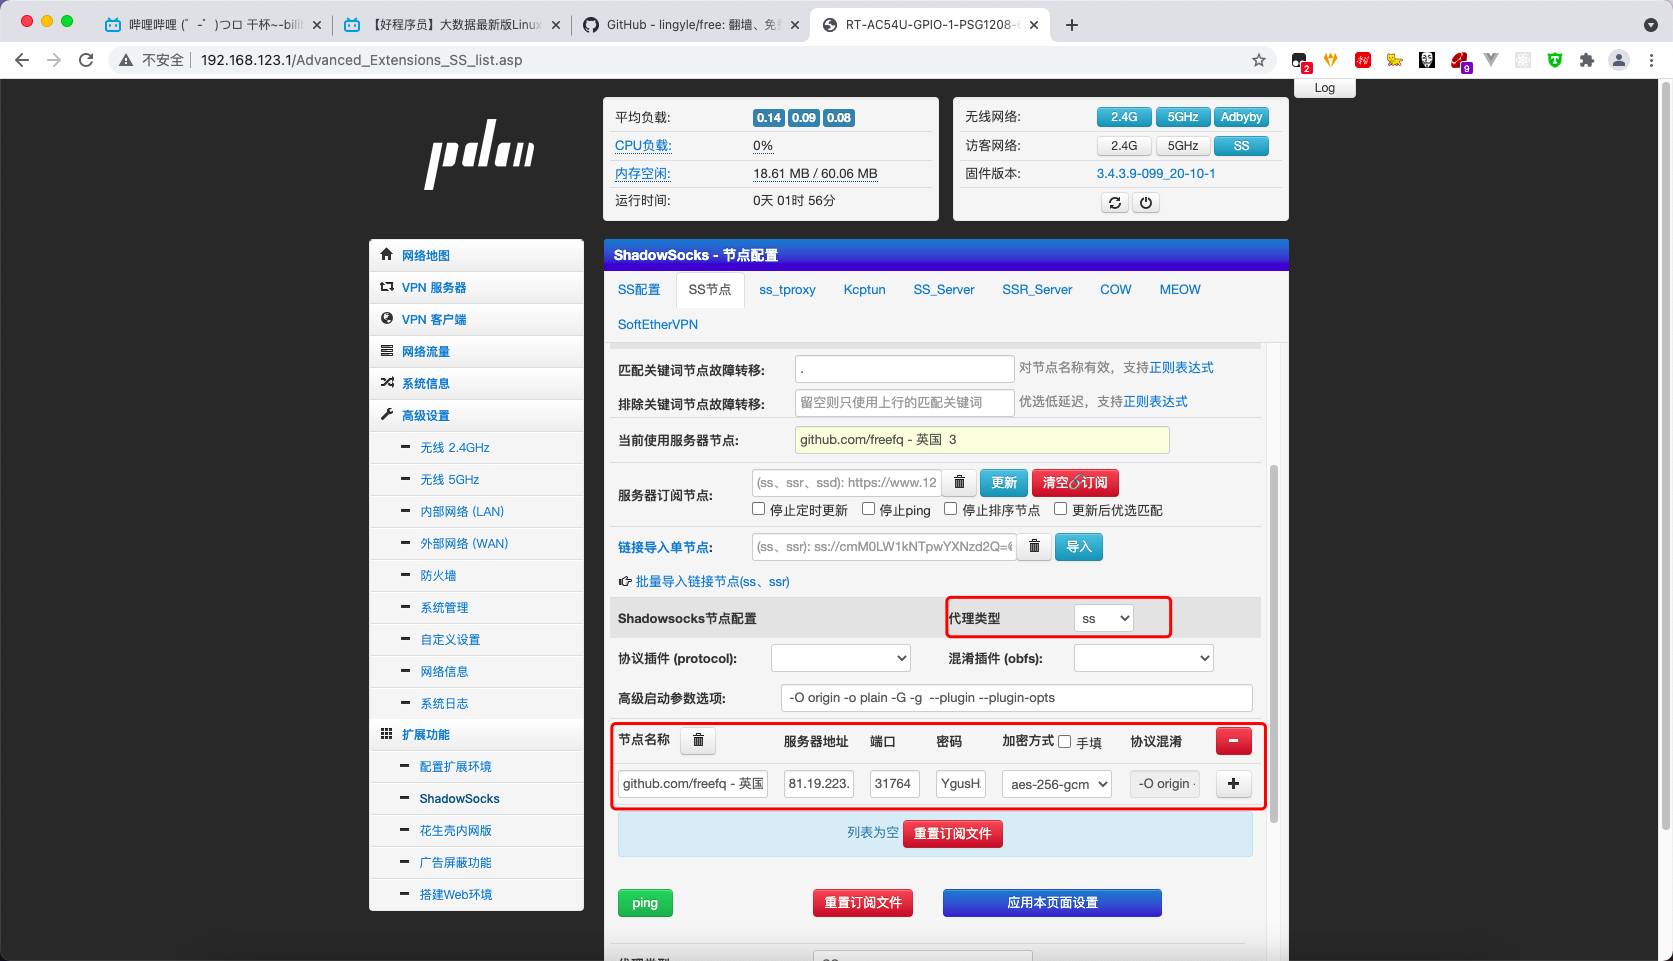 哔哩哔哩 (゜-゜)つロ 干杯~-bili
【好程序员】大数据最新版Linux
GitHub - lingyle/free: 翻墙、免
RT-AC54U-GPIO-1-PSG1208-
不安全 | 192.168.123.1/Advanced_Extensions_SS_list.asp
2
9
Log
平均负载: 0.14 0.09 0.08
CPU负载: 0%
内存空闲: 18.61 MB / 60.06 MB
运行时间: 0天 01时 56分
无线网络: 2.4G 5GHz Adbyby
访客网络: 2.4G 5GHz SS
固件版本: 3.4.3.9-099_20-10-1
网络地图
VPN 服务器
VPN 客户端
网络流量
系统信息
高级设置
无线 2.4GHz
无线 5GHz
内部网络 (LAN)
外部网络 (WAN)
防火墙
系统管理
自定义设置
网络信息
系统日志
扩展功能
配置扩展环境
ShadowSocks
花生壳内网版
广告屏蔽功能
搭建Web环境
ShadowSocks - 节点配置
SS配置 SS节点 ss_tproxy Kcptun SS_Server SSR_Server COW MEOW
SoftEtherVPN
匹配关键词节点故障转移: . 对节点名称有效，支持正则表达式
排除关键词节点故障转移: 留空则只使用上行的匹配关键词 优选低延迟，支持正则表达式
当前使用服务器节点: github.com/freefq - 英国 3
服务器订阅节点: (ss、ssr、ssd): https://www.12 更新 清空🔗订阅
停止定时更新 停止ping 停止排序节点 更新后优选匹配
链接导入单节点: (ss、ssr): ss://cmM0LW1kNTpwYXNzd2Q=@ 导入
批量导入链接节点(ss、ssr)
Shadowsocks节点配置 代理类型 ss
协议插件 (protocol): 混淆插件 (obfs):
高级启动参数选项: -O origin -o plain -G -g --plugin --plugin-opts
节点名称 服务器地址 端口 密码 加密方式 手填 协议混淆
github.com/freefq - 英国 81.19.223. 31764 YgusH aes-256-gcm -O origin -
列表为空 重置订阅文件
ping 重置订阅文件 应用本页面设置